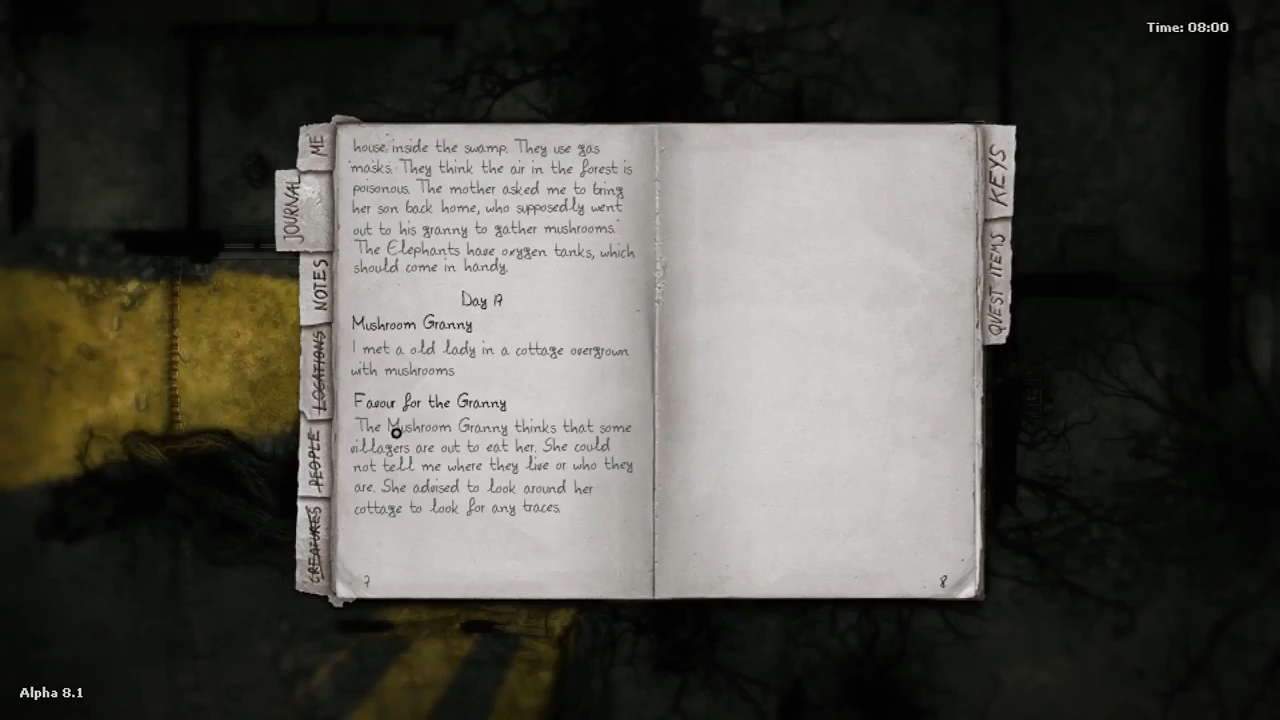 Time: 08:00
ME
JOURNAL
NOTES
LOCATIONS
PEOPLE
CREATURES
house inside the swamp. They use gas
masks. They think the air in the forest is
poisonous. The mother asked me to bring
her son back home, who supposedly went
out to his granny to gather mushrooms."
The Elephants have oxygen tanks, which
should come in handy.
Day 19
Mushroom Granny
I met a old lady in a cottage overgrown
with mushrooms
Favour for the Granny
The Mushroom Granny thinks that some
villagers are out to eat her. She could
not tell me where they live or who they
are. She advised to look around her
cottage to look for any traces.
7
8
KEYS
QUEST ITEMS
Alpha 8.1